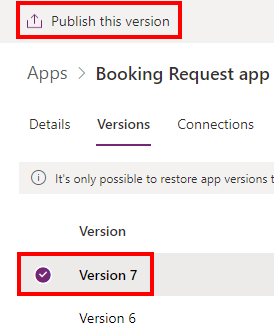 Publish this version
Apps > Booking Request app
Details Versions Connections
It's only possible to restore app versions t
Version
Version 7
Version 6